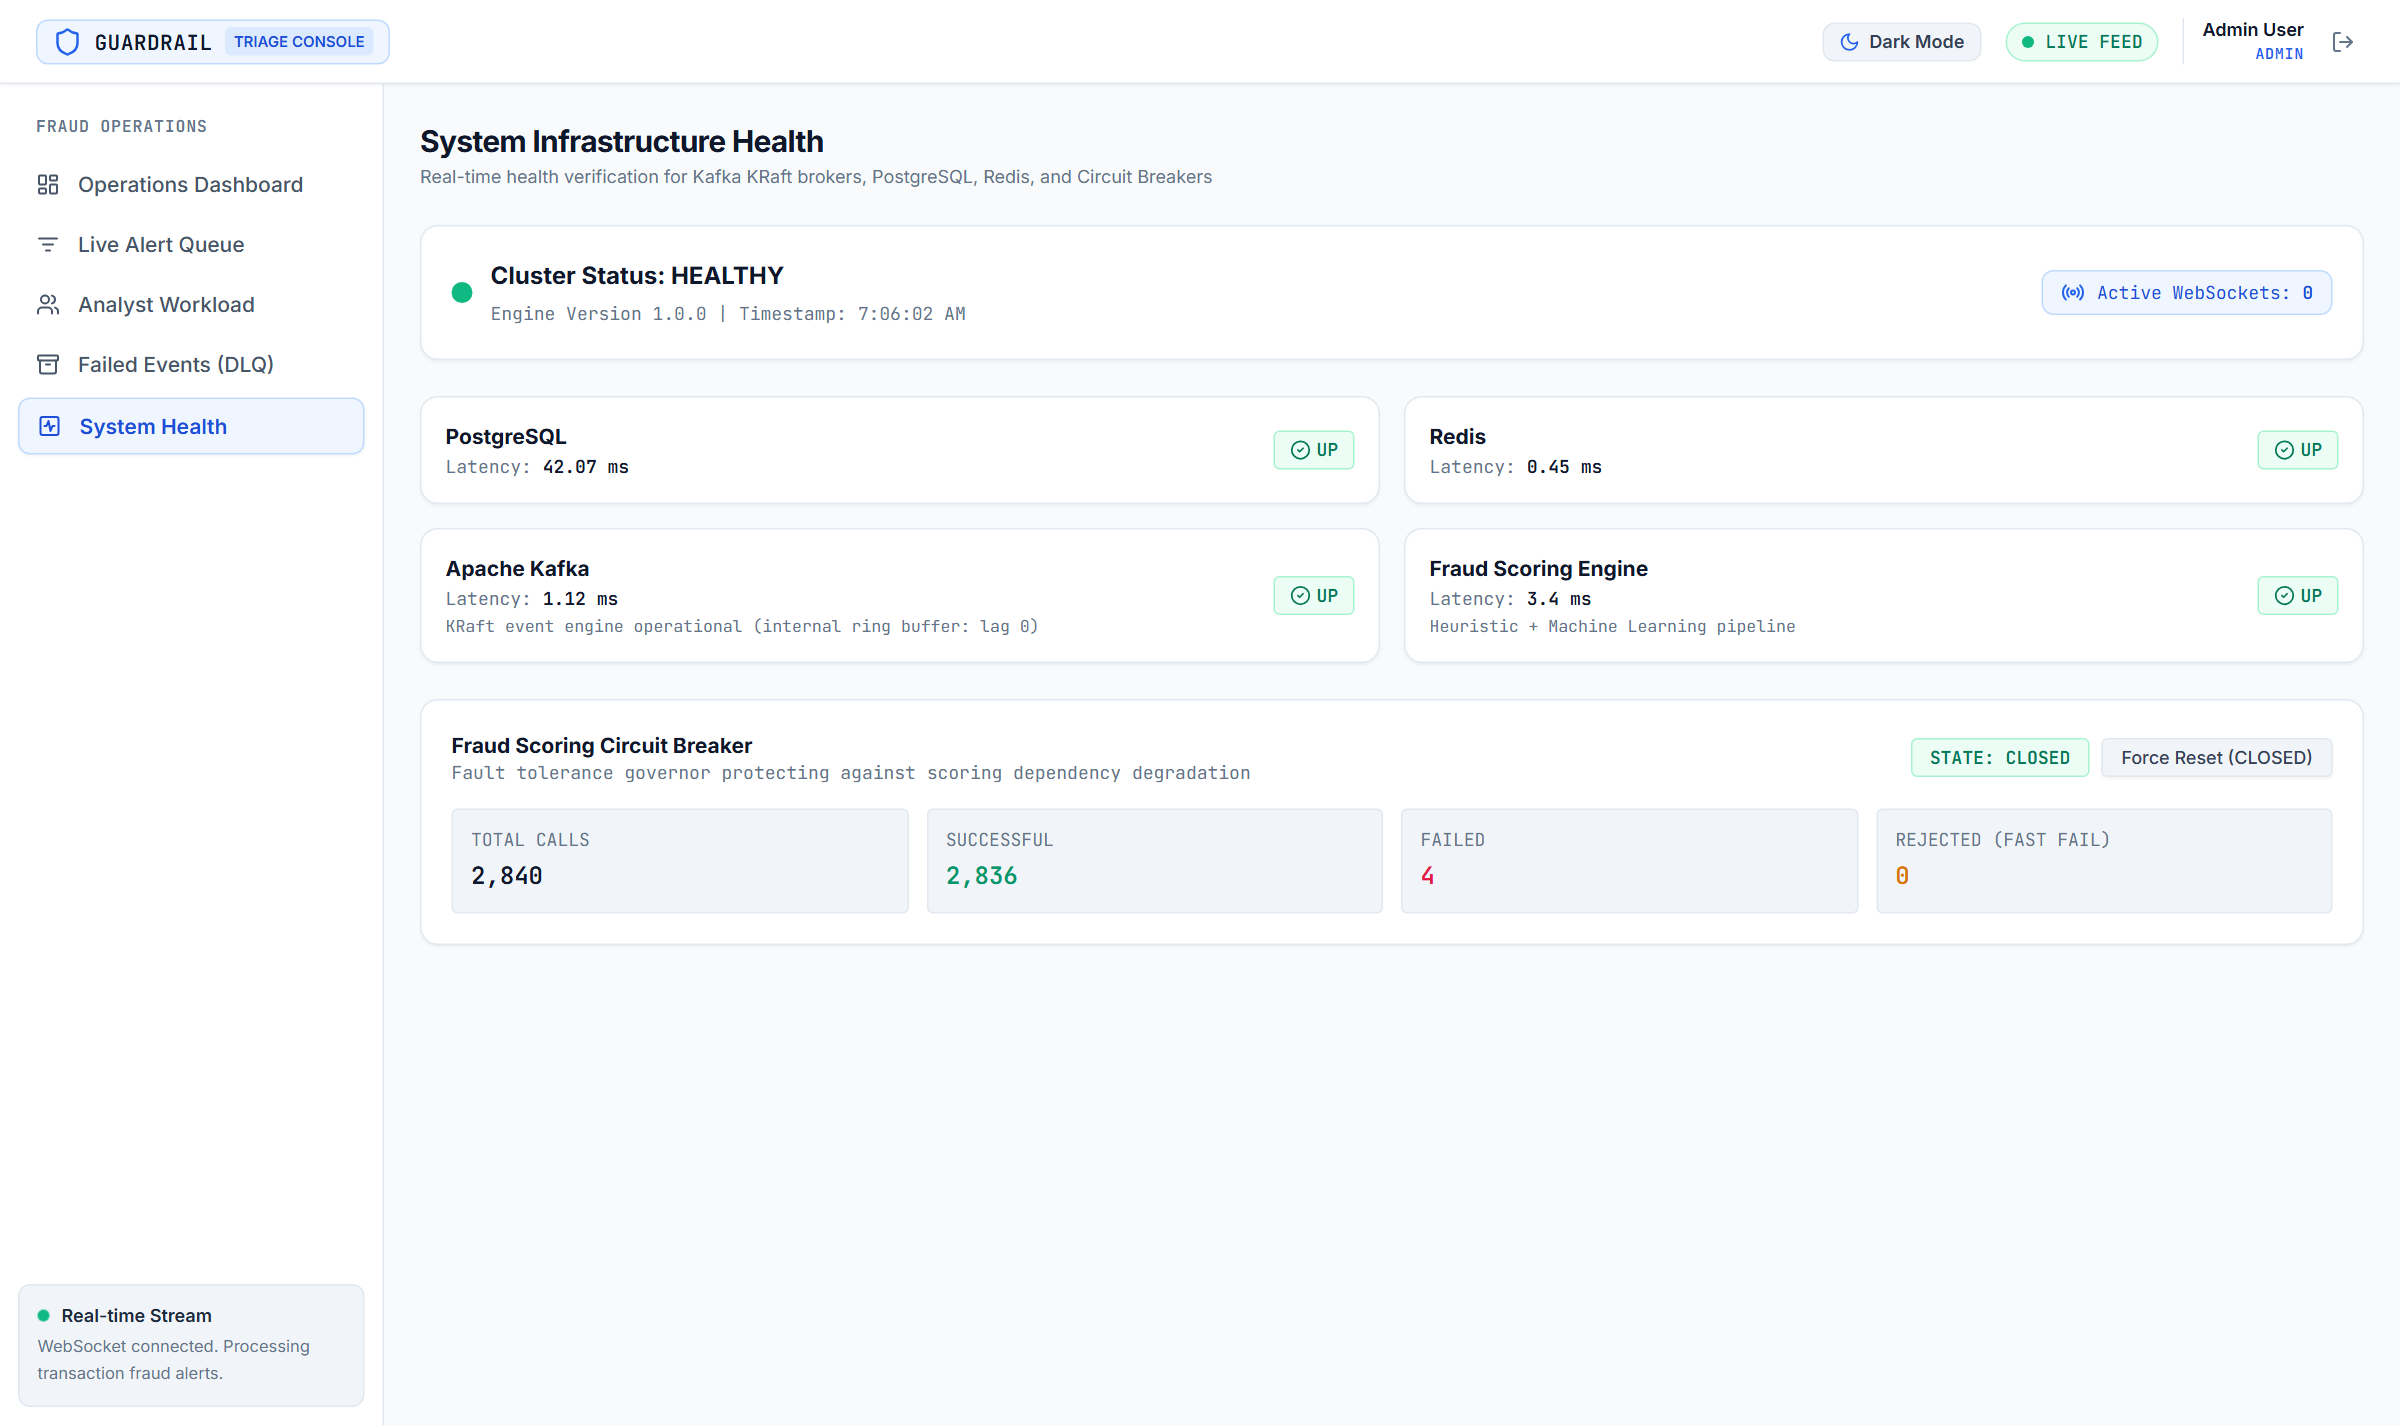 GUARDRAIL TRIAGE CONSOLE
Dark Mode
LIVE FEED
Admin User
ADMIN
FRAUD OPERATIONS
Operations Dashboard
Live Alert Queue
Analyst Workload
Failed Events (DLQ)
System Health
Real-time Stream
WebSocket connected. Processing
transaction fraud alerts.
System Infrastructure Health
Real-time health verification for Kafka KRaft brokers, PostgreSQL, Redis, and Circuit Breakers
Cluster Status: HEALTHY
Engine Version 1.0.0 | Timestamp: 7:06:02 AM
Active WebSockets: 0
PostgreSQL
Latency: 42.07 ms
UP
Redis
Latency: 0.45 ms
UP
Apache Kafka
Latency: 1.12 ms
KRaft event engine operational (internal ring buffer: lag 0)
UP
Fraud Scoring Engine
Latency: 3.4 ms
Heuristic + Machine Learning pipeline
UP
Fraud Scoring Circuit Breaker
Fault tolerance governor protecting against scoring dependency degradation
STATE: CLOSED
Force Reset (CLOSED)
TOTAL CALLS
2,840
SUCCESSFUL
2,836
FAILED
4
REJECTED (FAST FAIL)
0